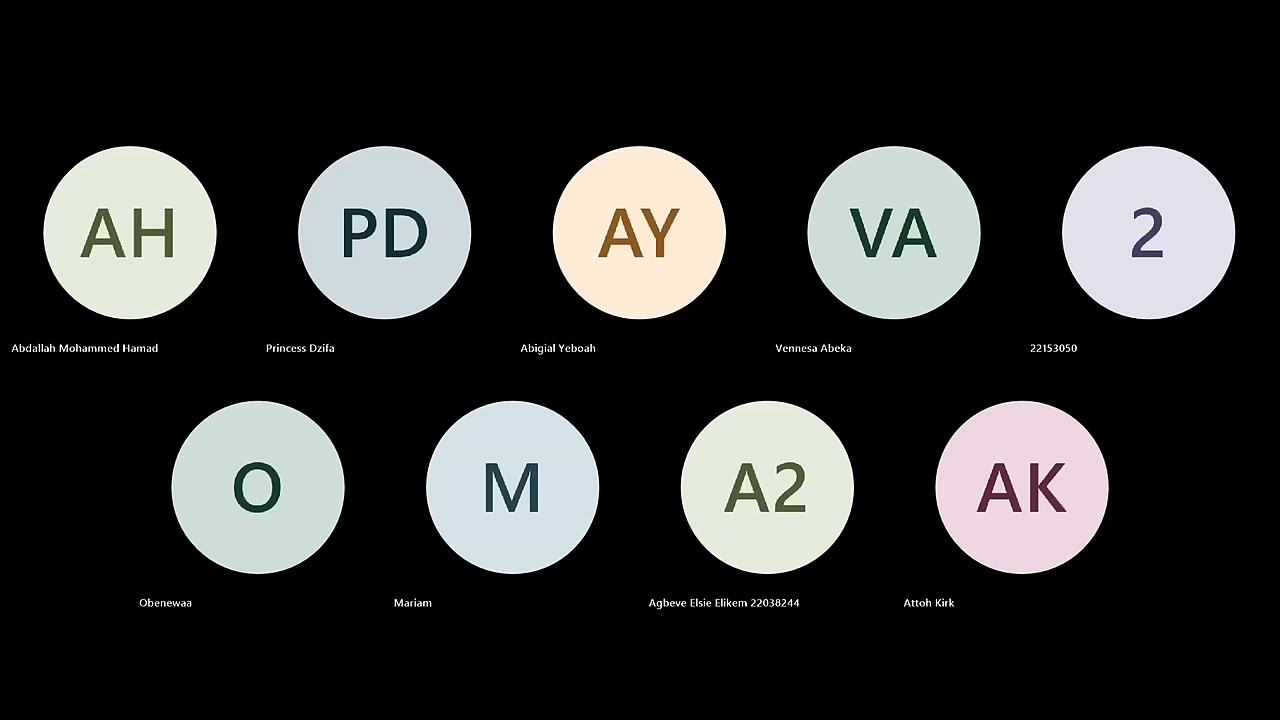 AH
PD
AY
VA
2
Abdallah Mohammed Hamad
Princess Dzifa
Abigial Yeboah
Vennesa Abeka
22153050
O
M
A2
AK
Obenewaa
Mariam
Agbeve Elsie Elikem 22038244
Attoh Kirk